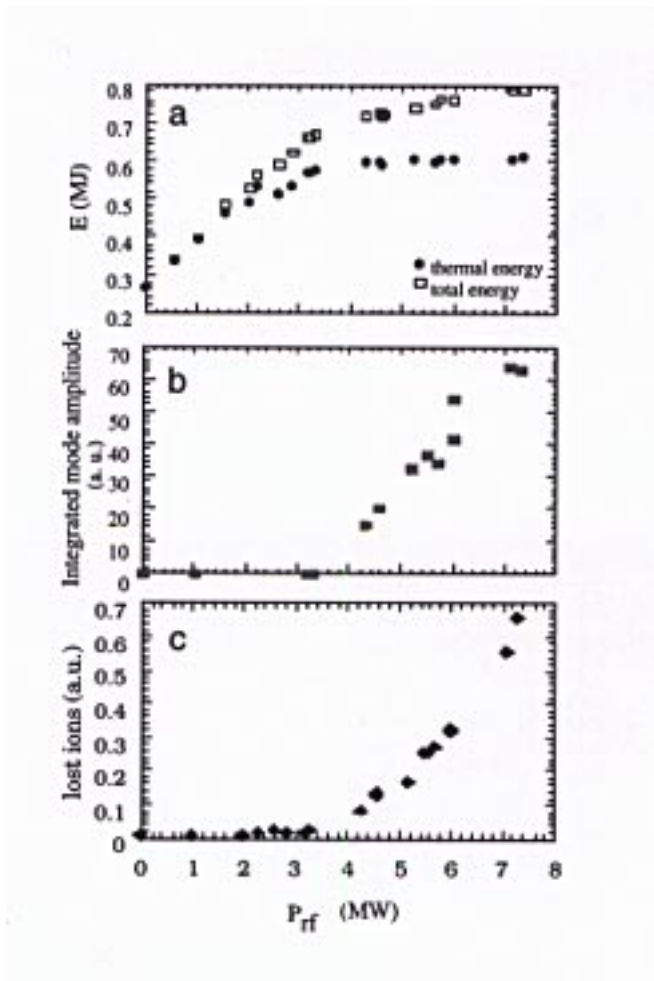 a
0.8
0.7
0.6
0.5
0.4
0.3
0.2
E (MJ)
thermal energy
total energy
b
70
60
50
40
30
20
10
0
Integrated mode amplitude
(a. u.)
c
0.7
0.6
0.5
0.4
0.3
0.2
0.1
0
lost ions (a.u.)
0 1 2 3 4 5 6 7 8
Prf (MW)